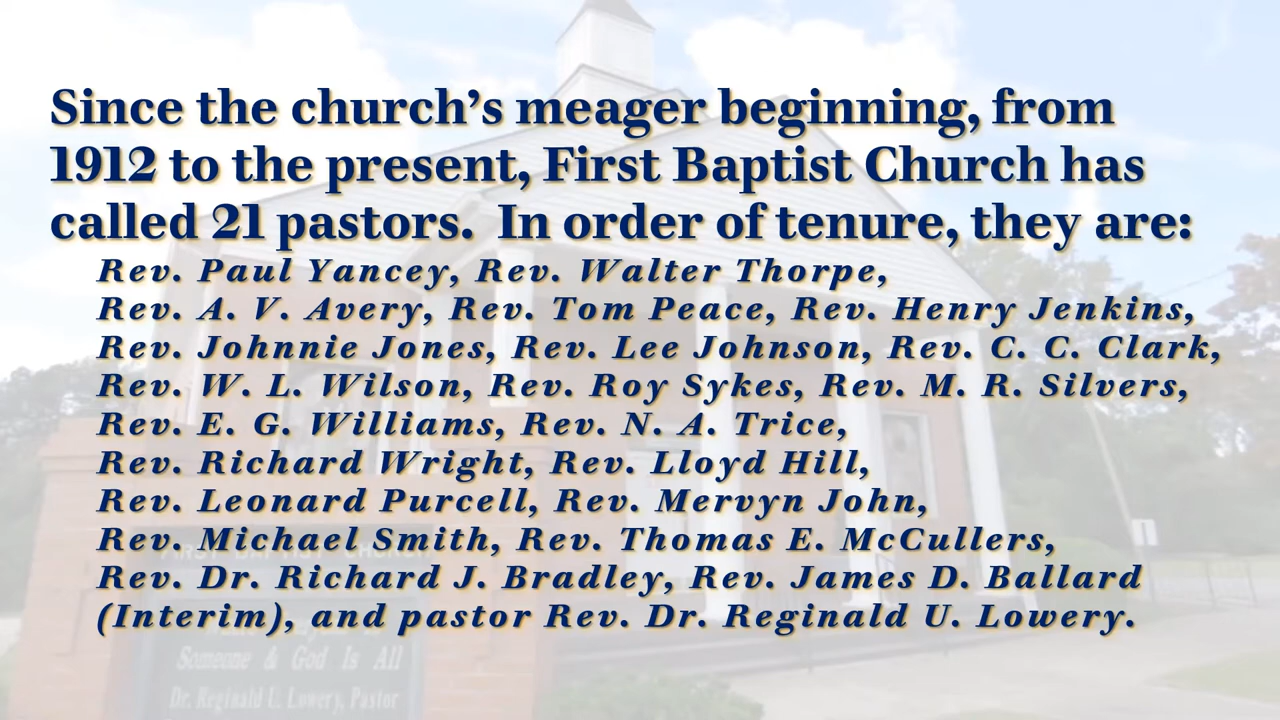 Since the church’s meager beginning, from
1912 to the present, First Baptist Church has
called 21 pastors. In order of tenure, they are:
Rev. Paul Yancey, Rev. Walter Thorpe,
Rev. A. V. Avery, Rev. Tom Peace, Rev. Henry Jenkins,
Rev. Johnnie Jones, Rev. Lee Johnson, Rev. C. C. Clark,
Rev. W. L. Wilson, Rev. Roy Sykes, Rev. M. R. Silvers,
Rev. E. G. Williams, Rev. N. A. Trice,
Rev. Richard Wright, Rev. Lloyd Hill,
Rev. Leonard Purcell, Rev. Mervyn John,
Rev. Michael Smith, Rev. Thomas E. McCullers,
Rev. Dr. Richard J. Bradley, Rev. James D. Ballard
(Interim), and pastor Rev. Dr. Reginald U. Lowery.
FIRST BAPTIST CHURCH
Someone & God Is All
Dr. Reginald U. Lowery, Pastor